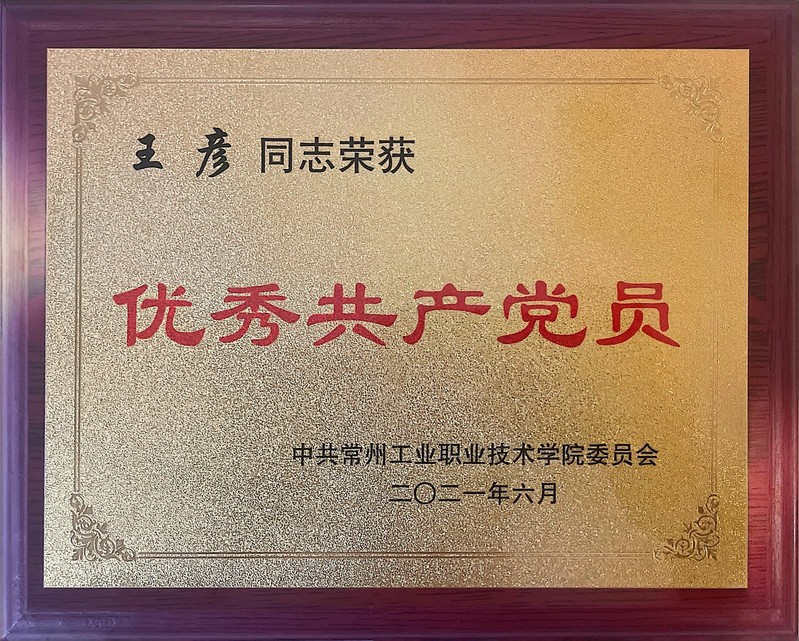 王彦 同志荣获
优秀共产党员
中共常州工业职业技术学院委员会
二〇二一年六月